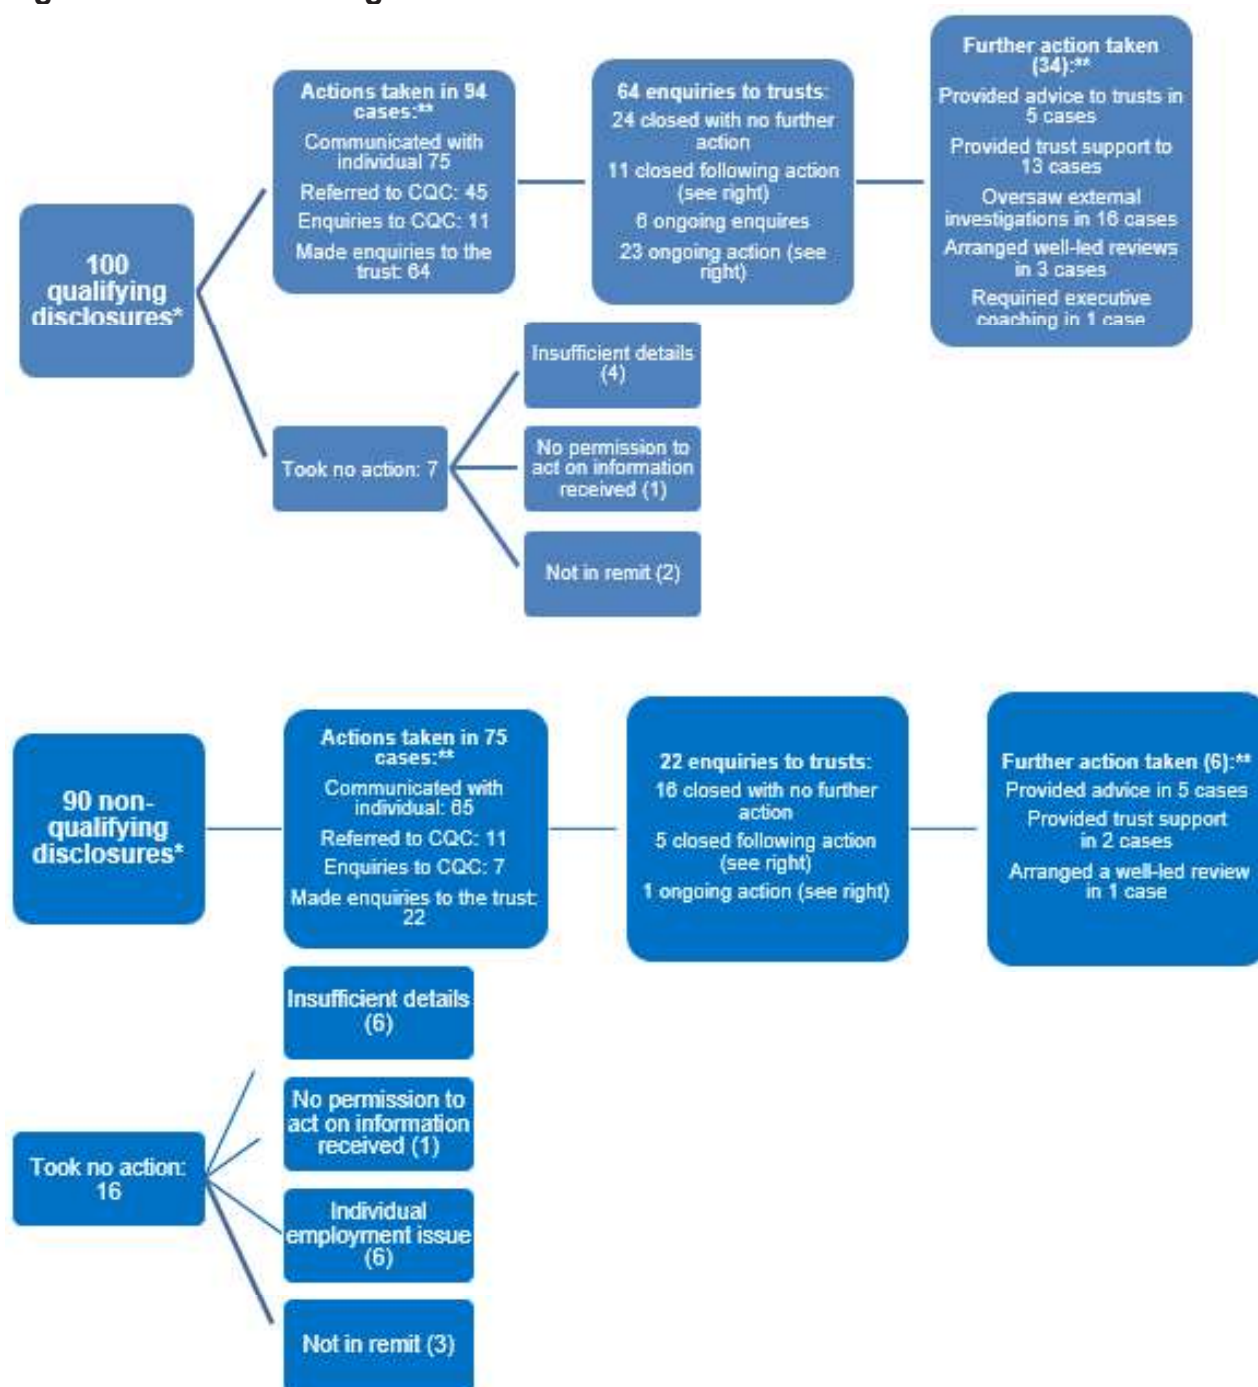 100
qualifying
disclosures*
Actions taken in 94
cases:**
Communicated with
individual 75
Referred to CQC: 45
Enquiries to CQC: 11
Made enquiries to the
trust: 64
64 enquiries to trusts:
24 closed with no further
action
11 closed following action
(see right)
6 ongoing enquires
23 ongoing action (see
right)
Further action taken
(34):**
Provided advice to trusts in
5 cases
Provided trust support to
13 cases
Oversaw external
investigations in 16 cases
Arranged well-led reviews
in 3 cases
Requiried executive
coaching in 1 case
Took no action: 7
Insufficient details
(4)
No permission to
act on information
received (1)
Not in remit (2)
90 non-
qualifying
disclosures*
Actions taken in 75
cases:**
Communicated with
individual: 65
Referred to CQC: 11
Enquiries to CQC: 7
Made enquiries to the trust:
22
22 enquiries to trusts:
16 closed with no further
action
5 closed following action
(see right)
1 ongoing action (see right)
Further action taken (6):**
Provided advice in 5 cases
Provided trust support
in 2 cases
Arranged a well-led review
in 1 case
Took no action:
16
Insufficient details
(6)
No permission to
act on information
received (1)
Individual
employment issue
(6)
Not in remit (3)